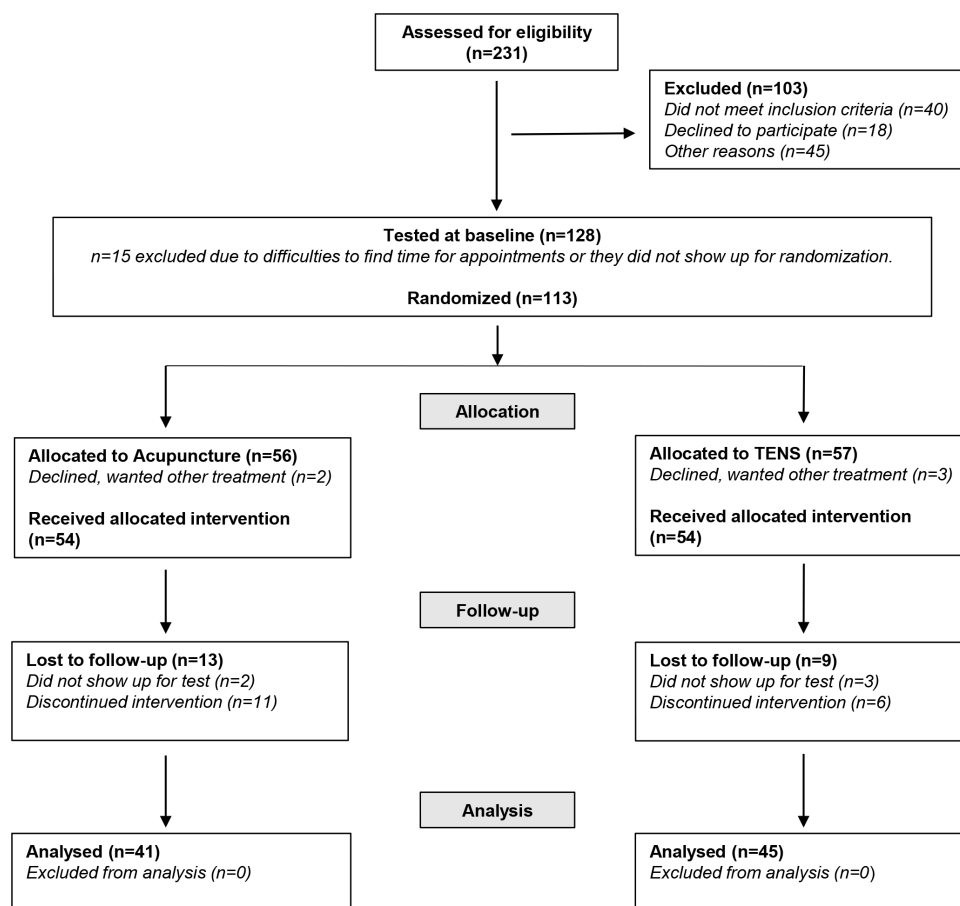 Assessed for eligibility
(n=231)
Excluded (n=103)
Did not meet inclusion criteria (n=40)
Declined to participate (n=18)
Other reasons (n=45)
Tested at baseline (n=128)
n=15 excluded due to difficulties to find time for appointments or they did not show up for randomization.
Randomized (n=113)
Allocation
Allocated to Acupuncture (n=56)
Declined, wanted other treatment (n=2)
Received allocated intervention
(n=54)
Allocated to TENS (n=57)
Declined, wanted other treatment (n=3)
Received allocated intervention
(n=54)
Follow-up
Lost to follow-up (n=13)
Did not show up for test (n=2)
Discontinued intervention (n=11)
Lost to follow-up (n=9)
Did not show up for test (n=3)
Discontinued intervention (n=6)
Analysis
Analysed (n=41)
Excluded from analysis (n=0)
Analysed (n=45)
Excluded from analysis (n=0)